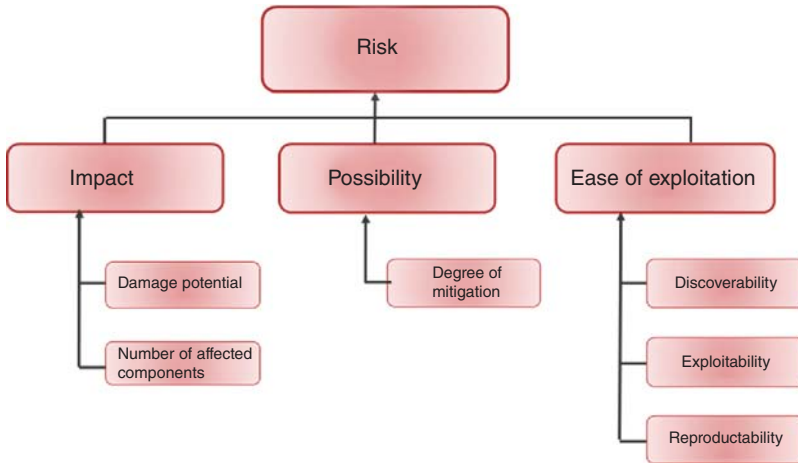 Risk
Impact
Possibility
Ease of exploitation
Damage potential
Degree of
mitigation
Discoverability
Number of affected
components
Exploitability
Reproductability